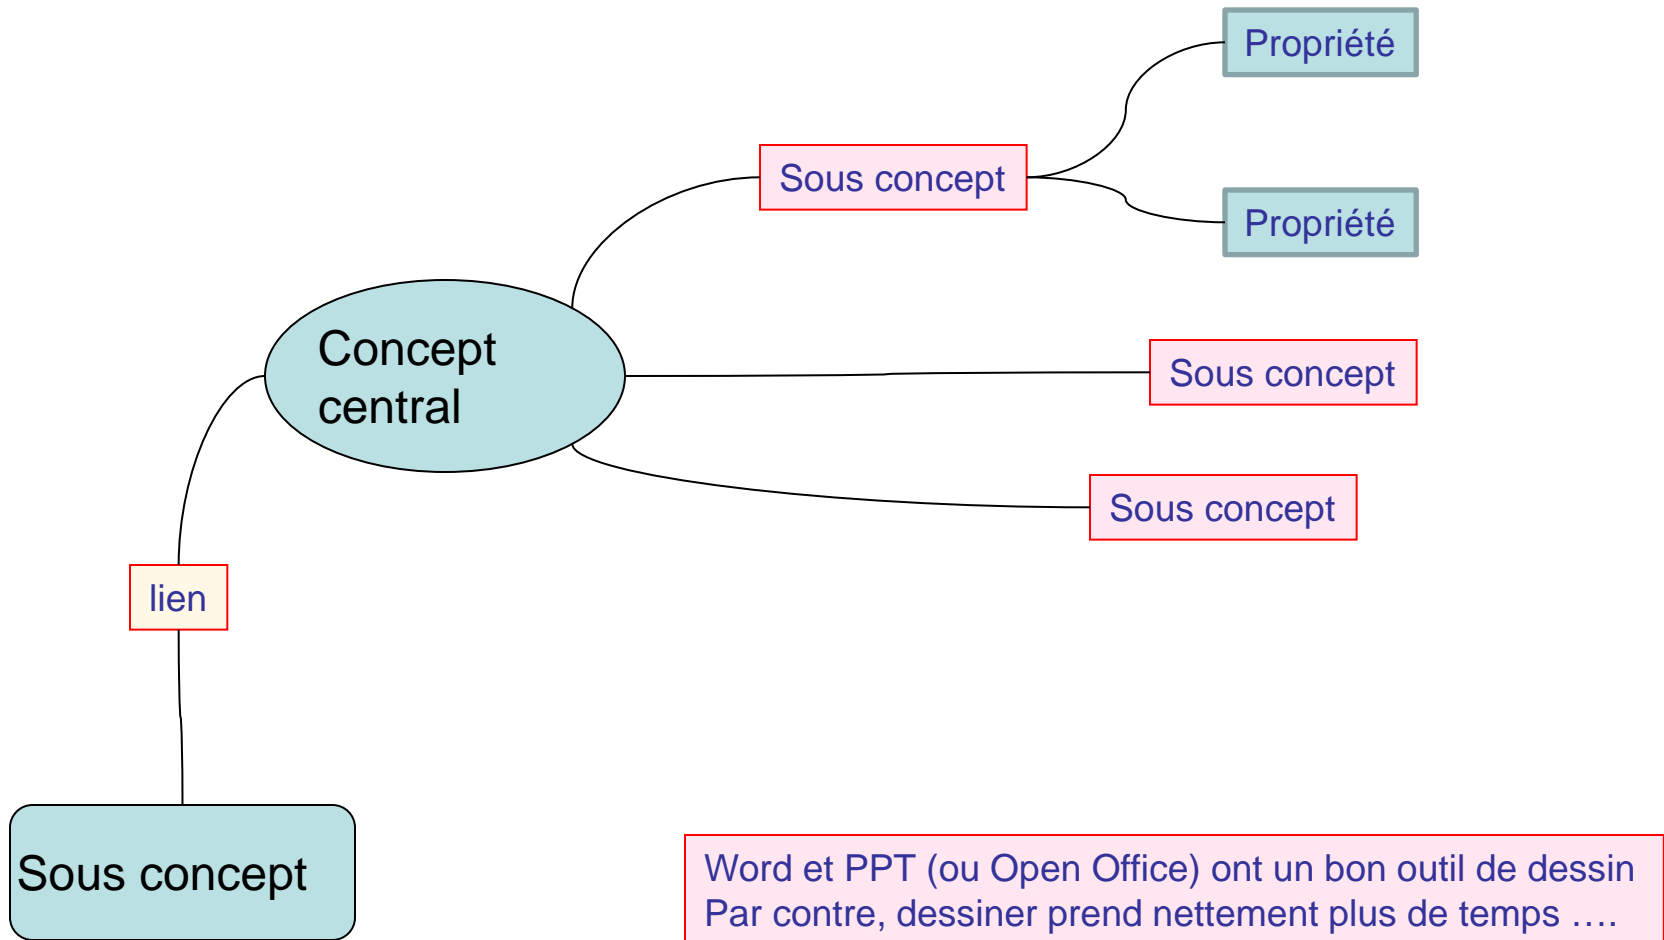 Propriété
Sous concept
Propriété
Concept
central
Sous concept
Sous concept
lien
Sous concept
Word et PPT (ou Open Office) ont un bon outil de dessin
Par contre, dessiner prend nettement plus de temps ….